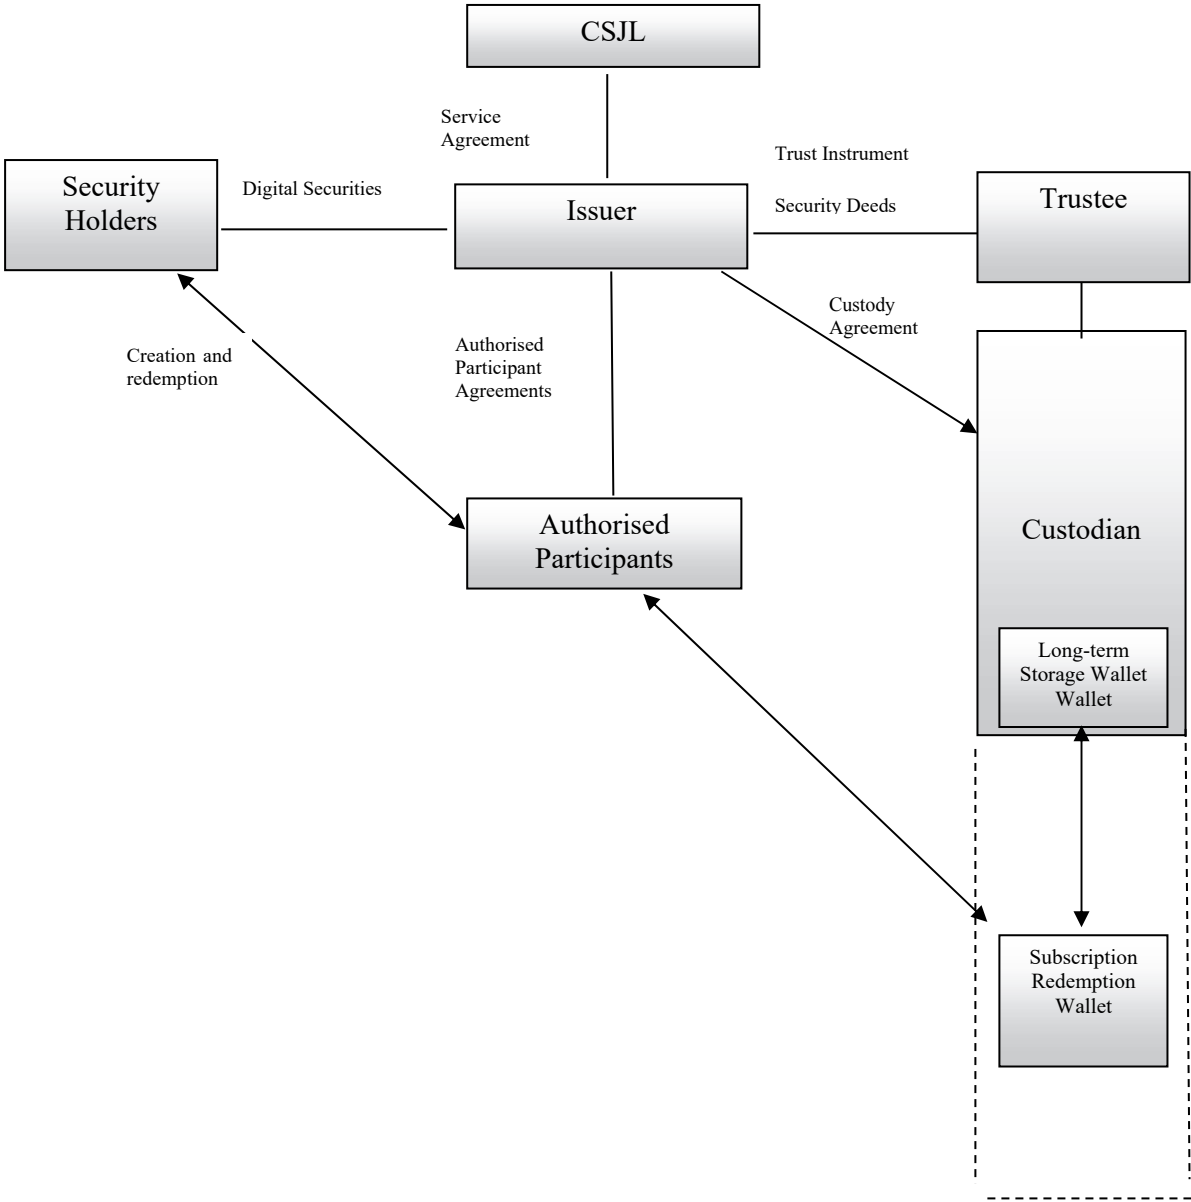 CSJL
Service
Agreement
Trust Instrument
Security
Holders
Digital Securities
Issuer
Security Deeds
Trustee
Custody
Agreement
Creation and
redemption
Authorised
Participant
Agreements
Authorised
Participants
Custodian
Long-term
Storage Wallet
Wallet
Subscription
Redemption
Wallet